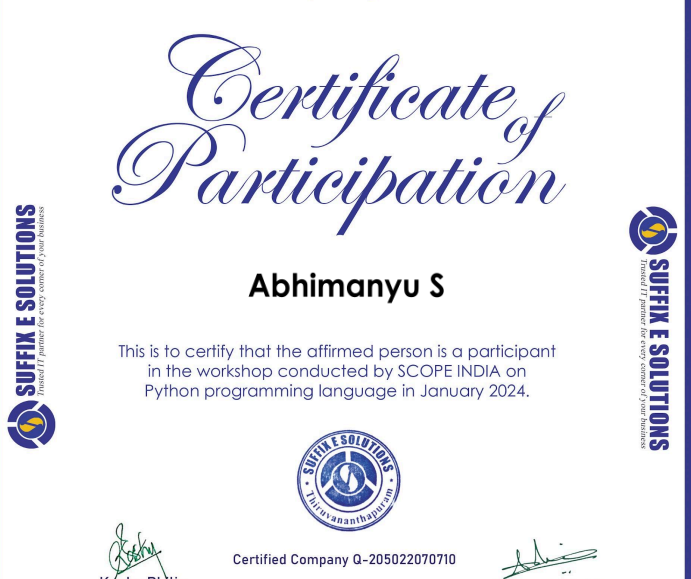 Certificate of
Participation
SUFFIX E SOLUTIONS
Trusted IT partner for every corner of your business
SUFFIX E SOLUTIONS
Trusted IT partner for every corner of your business
Abhimanyu S
This is to certify that the affirmed person is a participant
in the workshop conducted by SCOPE INDIA on
Python programming language in January 2024.
SUFFIX E SOLUTIONS
Thiruvananthapuram
Certified Company Q-205022070710